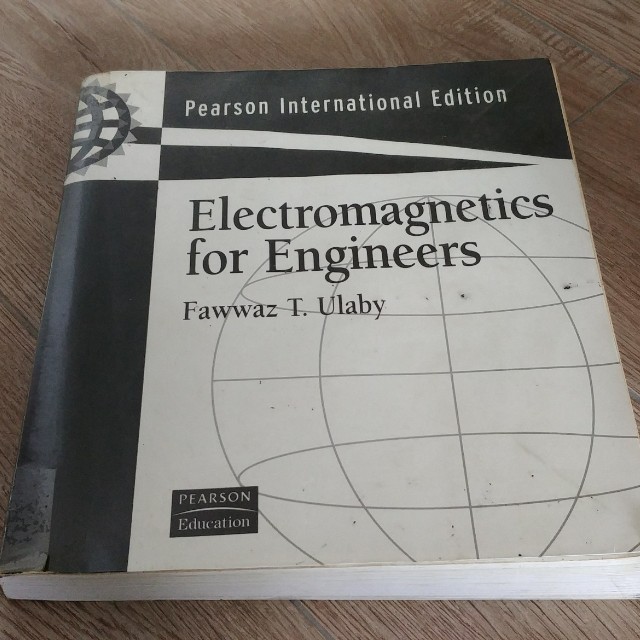 Pearson International Edition
Electromagnetics
for Engineers
Fawwaz T. Ulaby
PEARSON
Education